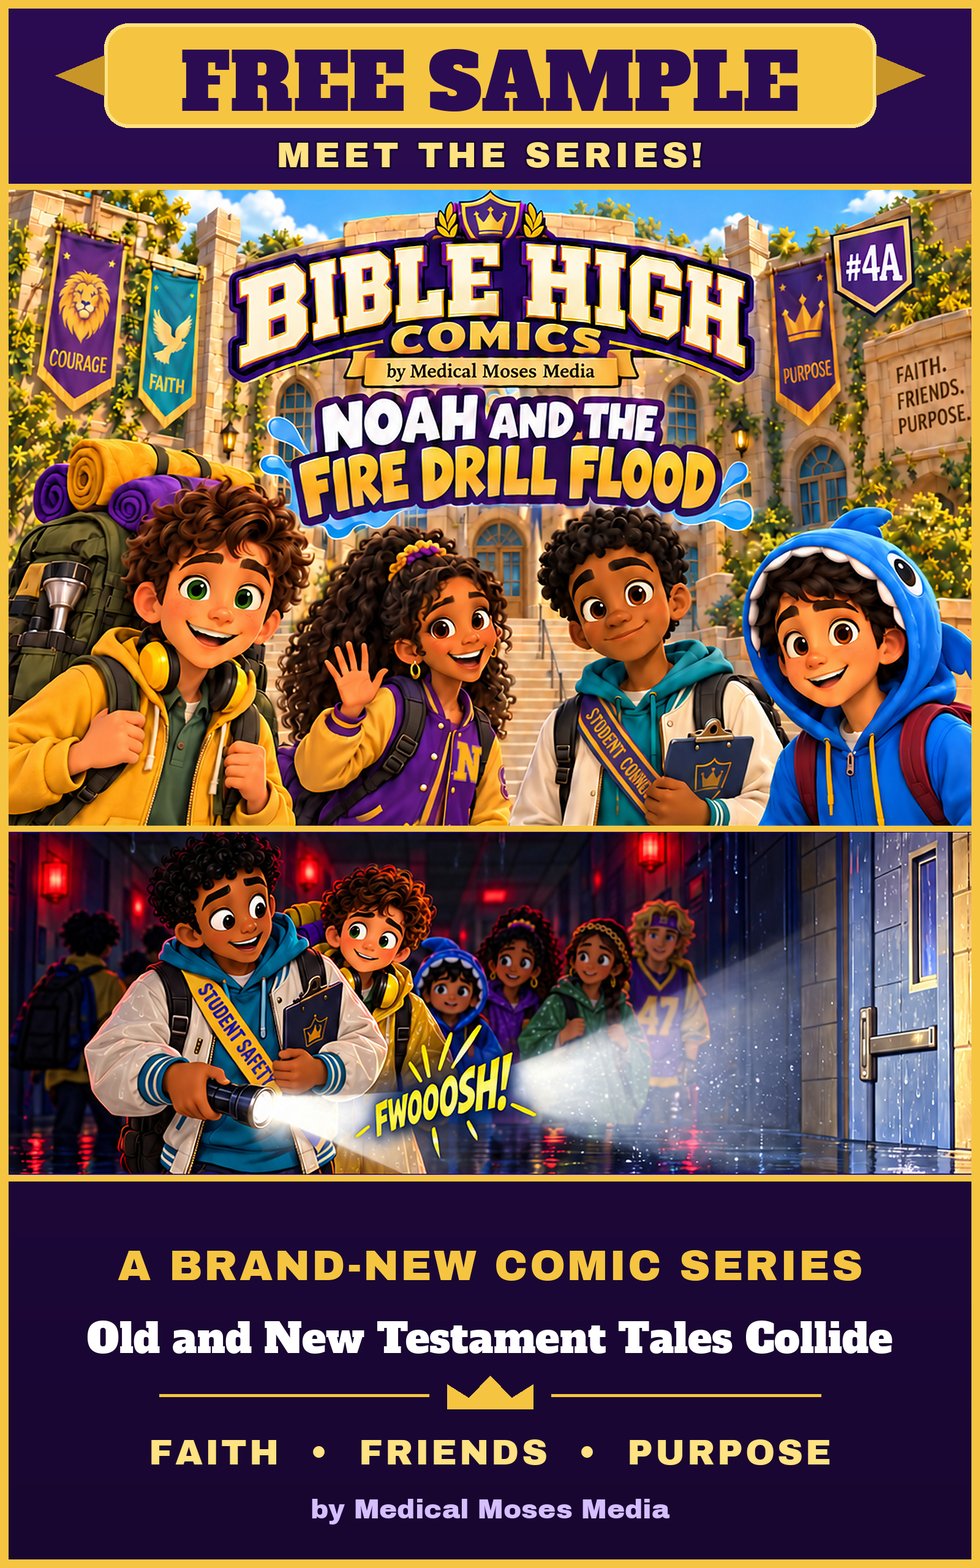 FREE SAMPLE
MEET THE SERIES!
#4A
BIBLE HIGH
COMICS
by Medical Moses Media
COURAGE
FAITH
PURPOSE
FAITH.
FRIENDS.
PURPOSE.
NOAH AND THE
FIRE DRILL FLOOD
N
STUDENT
STUDENT SAFETY
47
FWOOOSH!
A BRAND-NEW COMIC SERIES
Old and New Testament Tales Collide
FAITH • FRIENDS • PURPOSE
by Medical Moses Media